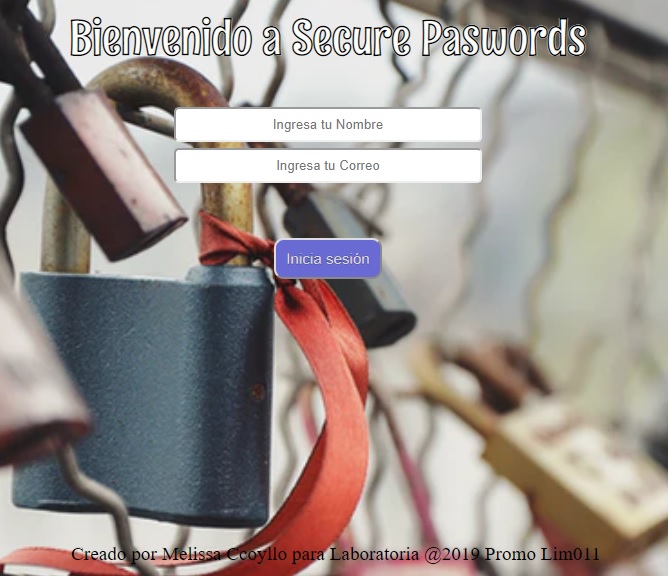 Bienvenido a Secure Paswords
Ingresa tu Nombre
Ingresa tu Correo
Inicia sesión
Creado por Melissa Ccoyllo para Laboratoria @2019 Promo Lim011